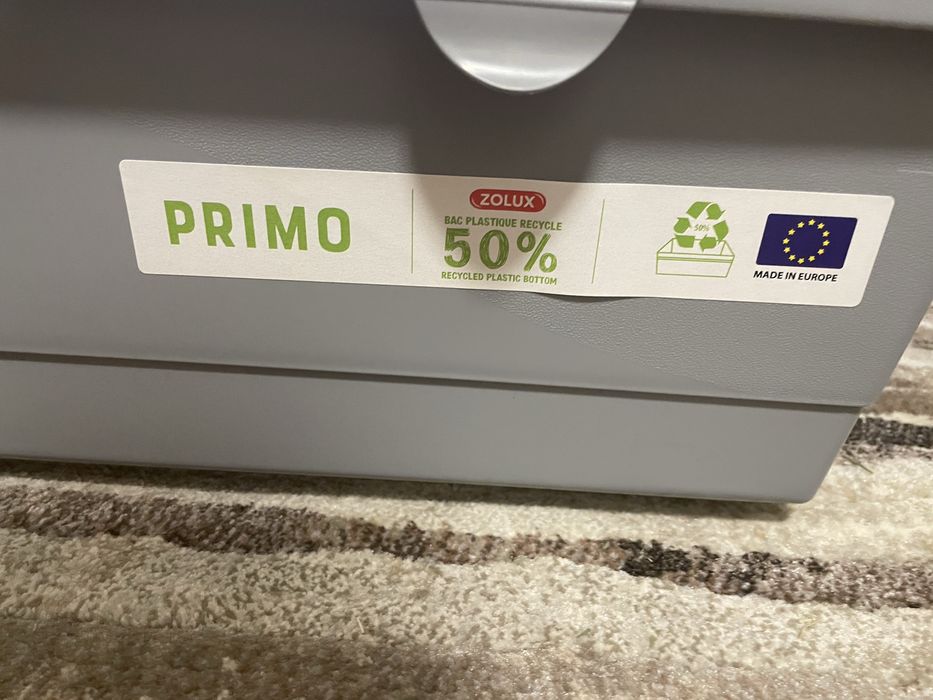 PRIMO
ZOLUX
BAC PLASTIQUE RECYCLE
50%
RECYCLED PLASTIC BOTTOM
50%
MADE IN EUROPE